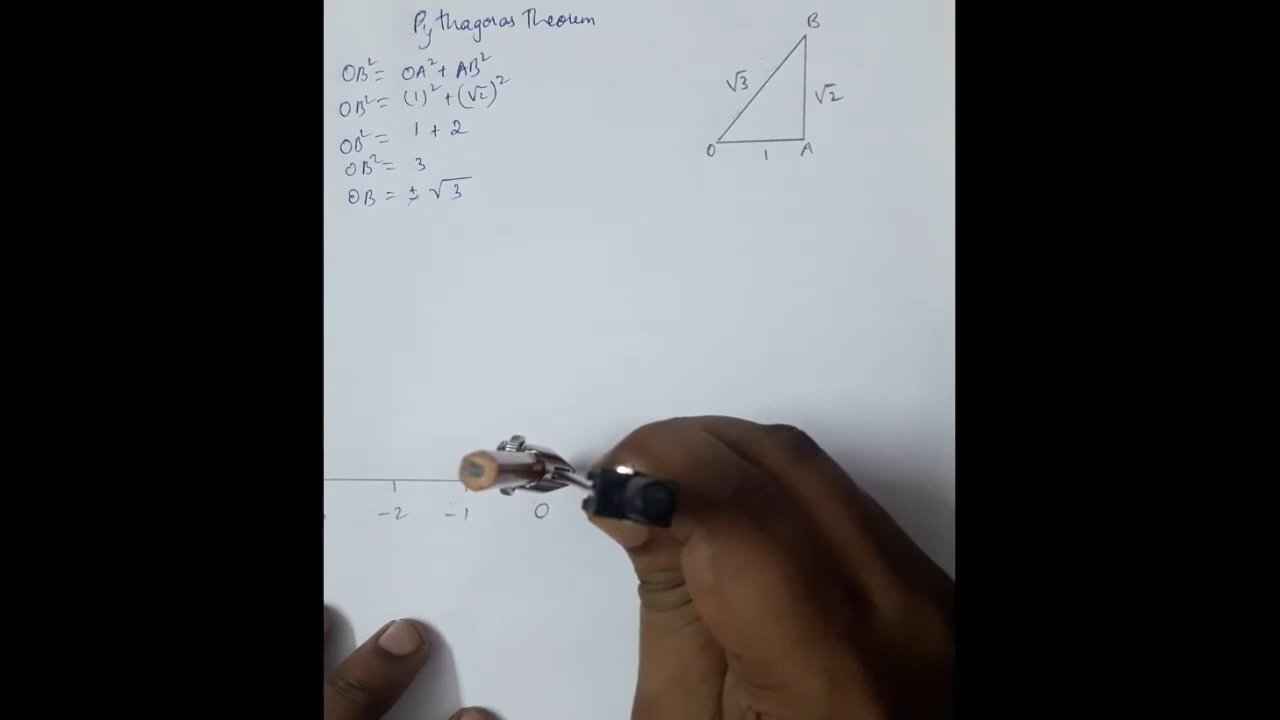 Pythagoras Theorem
OB² = OA² + AB²
OB² = (1)² + (√2)²
OB² = 1 + 2
OB² = 3
OB = ± √3
B
√3
√2
O
1
A
-2 -1 0